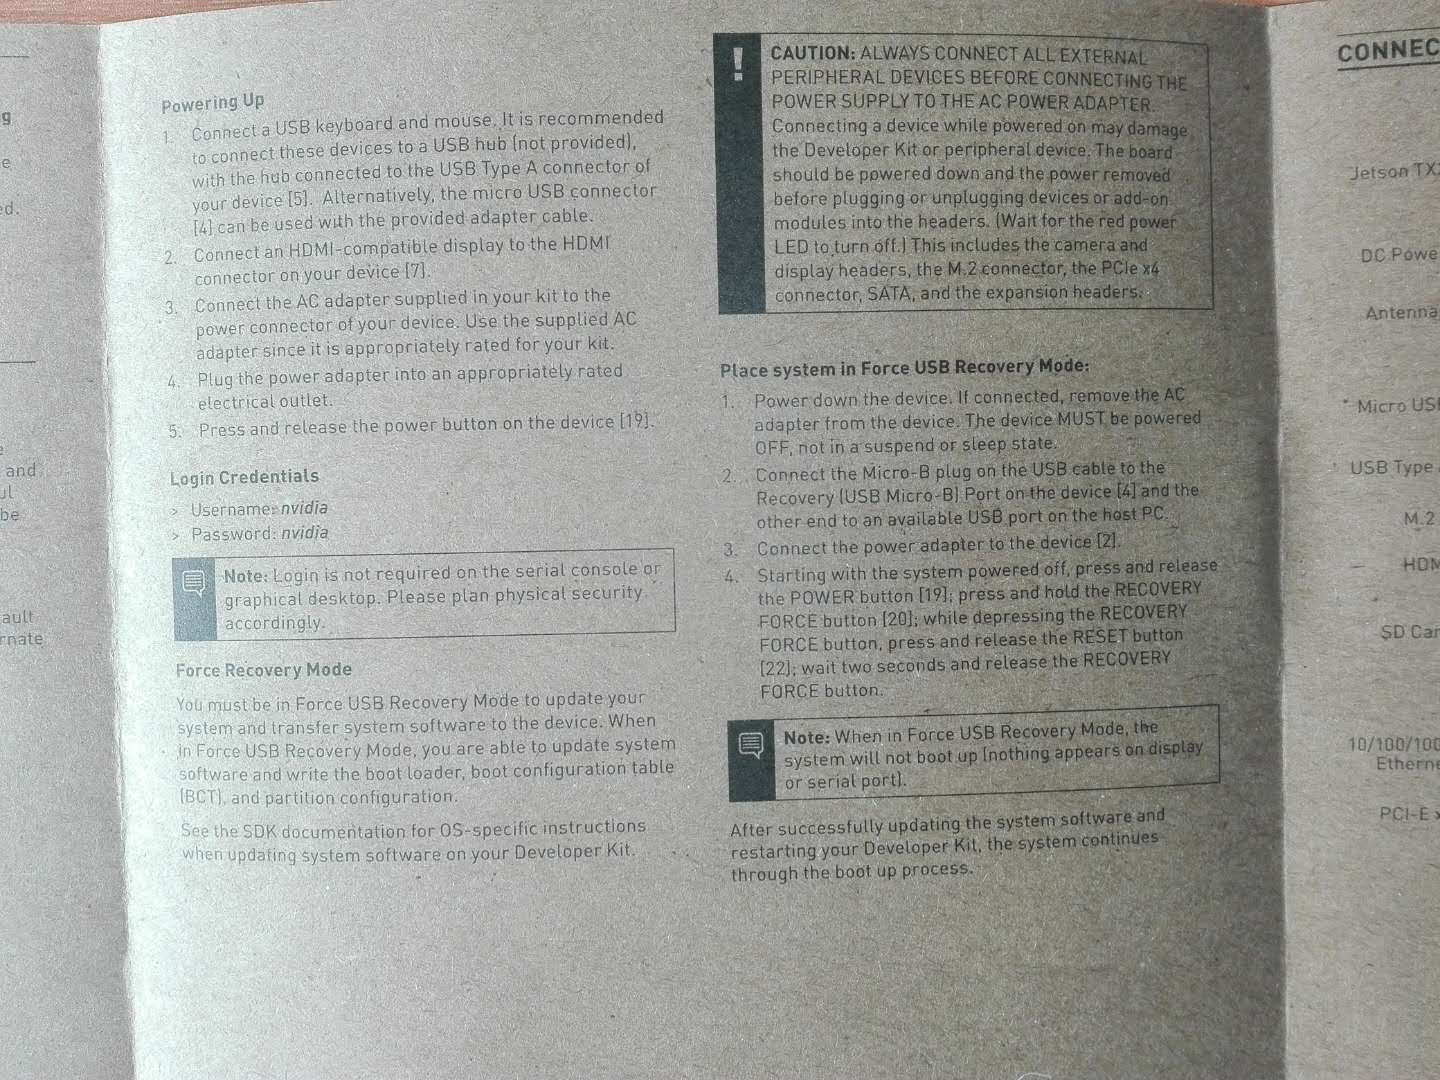 Powering Up
1. Connect a USB keyboard and mouse. It is recommended
to connect these devices to a USB hub (not provided),
with the hub connected to the USB Type A connector of
your device [5]. Alternatively, the micro USB connector
[4] can be used with the provided adapter cable.
2. Connect an HDMI-compatible display to the HDMI
connector on your device [7].
3. Connect the AC adapter supplied in your kit to the
power connector of your device. Use the supplied AC
adapter since it is appropriately rated for your kit.
4. Plug the power adapter into an appropriately rated
electrical outlet.
5. Press and release the power button on the device [19].
Login Credentials
> Username: nvidia
> Password: nvidia
Note: Login is not required on the serial console or
graphical desktop. Please plan physical security
accordingly.
Force Recovery Mode
You must be in Force USB Recovery Mode to update your
system and transfer system software to the device. When
in Force USB Recovery Mode, you are able to update system
software and write the boot loader, boot configuration table
(BCT), and partition configuration.
See the SDK documentation for OS-specific instructions
when updating system software on your Developer Kit.
! CAUTION: ALWAYS CONNECT ALL EXTERNAL
PERIPHERAL DEVICES BEFORE CONNECTING THE
POWER SUPPLY TO THE AC POWER ADAPTER.
Connecting a device while powered on may damage
the Developer Kit or peripheral device. The board
should be powered down and the power removed
before plugging or unplugging devices or add-on
modules into the headers. (Wait for the red power
LED to turn off.) This includes the camera and
display headers, the M.2 connector, the PCIe x4
connector, SATA, and the expansion headers.
Place system in Force USB Recovery Mode:
1. Power down the device. If connected, remove the AC
adapter from the device. The device MUST be powered
OFF, not in a suspend or sleep state.
2. Connect the Micro-B plug on the USB cable to the
Recovery (USB Micro-B) Port on the device [4] and the
other end to an available USB port on the host PC.
3. Connect the power adapter to the device [2].
4. Starting with the system powered off, press and release
the POWER button [19]; press and hold the RECOVERY
FORCE button [20]; while depressing the RECOVERY
FORCE button, press and release the RESET button
[22]; wait two seconds and release the RECOVERY
FORCE button.
Note: When in Force USB Recovery Mode, the
system will not boot up (nothing appears on display
or serial port).
After successfully updating the system software and
restarting your Developer Kit, the system continues
through the boot up process.
CONNEC
Jetson TX
DC Powe
Antenna
Micro USB
USB Type
M.2
HDM
SD Car
10/100/100
Etherne
PCI-E x
g
e
ed.
e
and
ul
be
ault
rnate